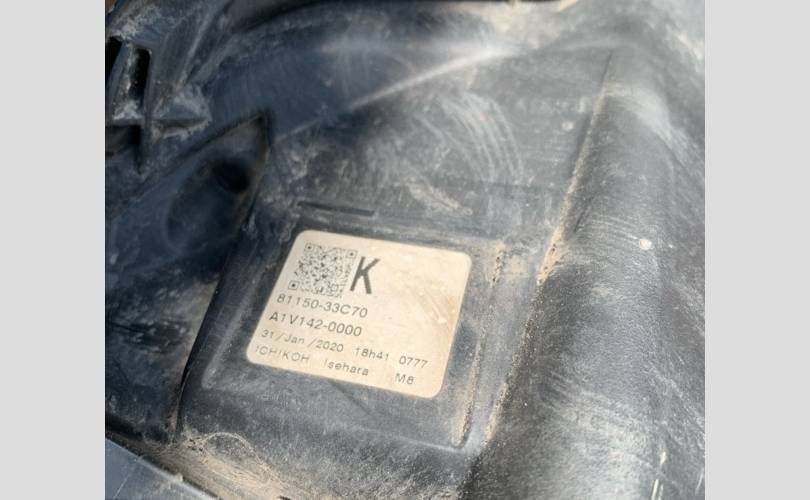 K
81150-33C70
A1V142-0000
31/Jan/2020 18h41 0777
ICHIKOH Isehara M8